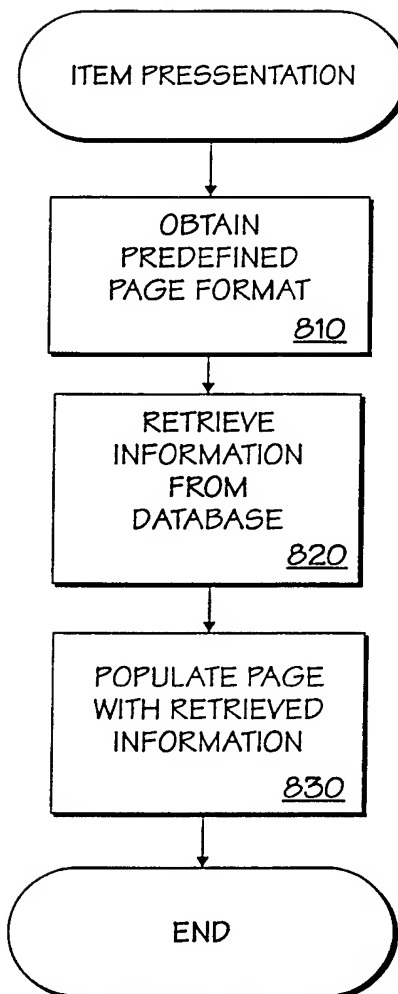 ITEM PRESSENTATION
OBTAIN
PREDEFINED
PAGE FORMAT
810
RETRIEVE
INFORMATION
FROM
DATABASE
820
POPULATE PAGE
WITH RETRIEVED
INFORMATION
830
END